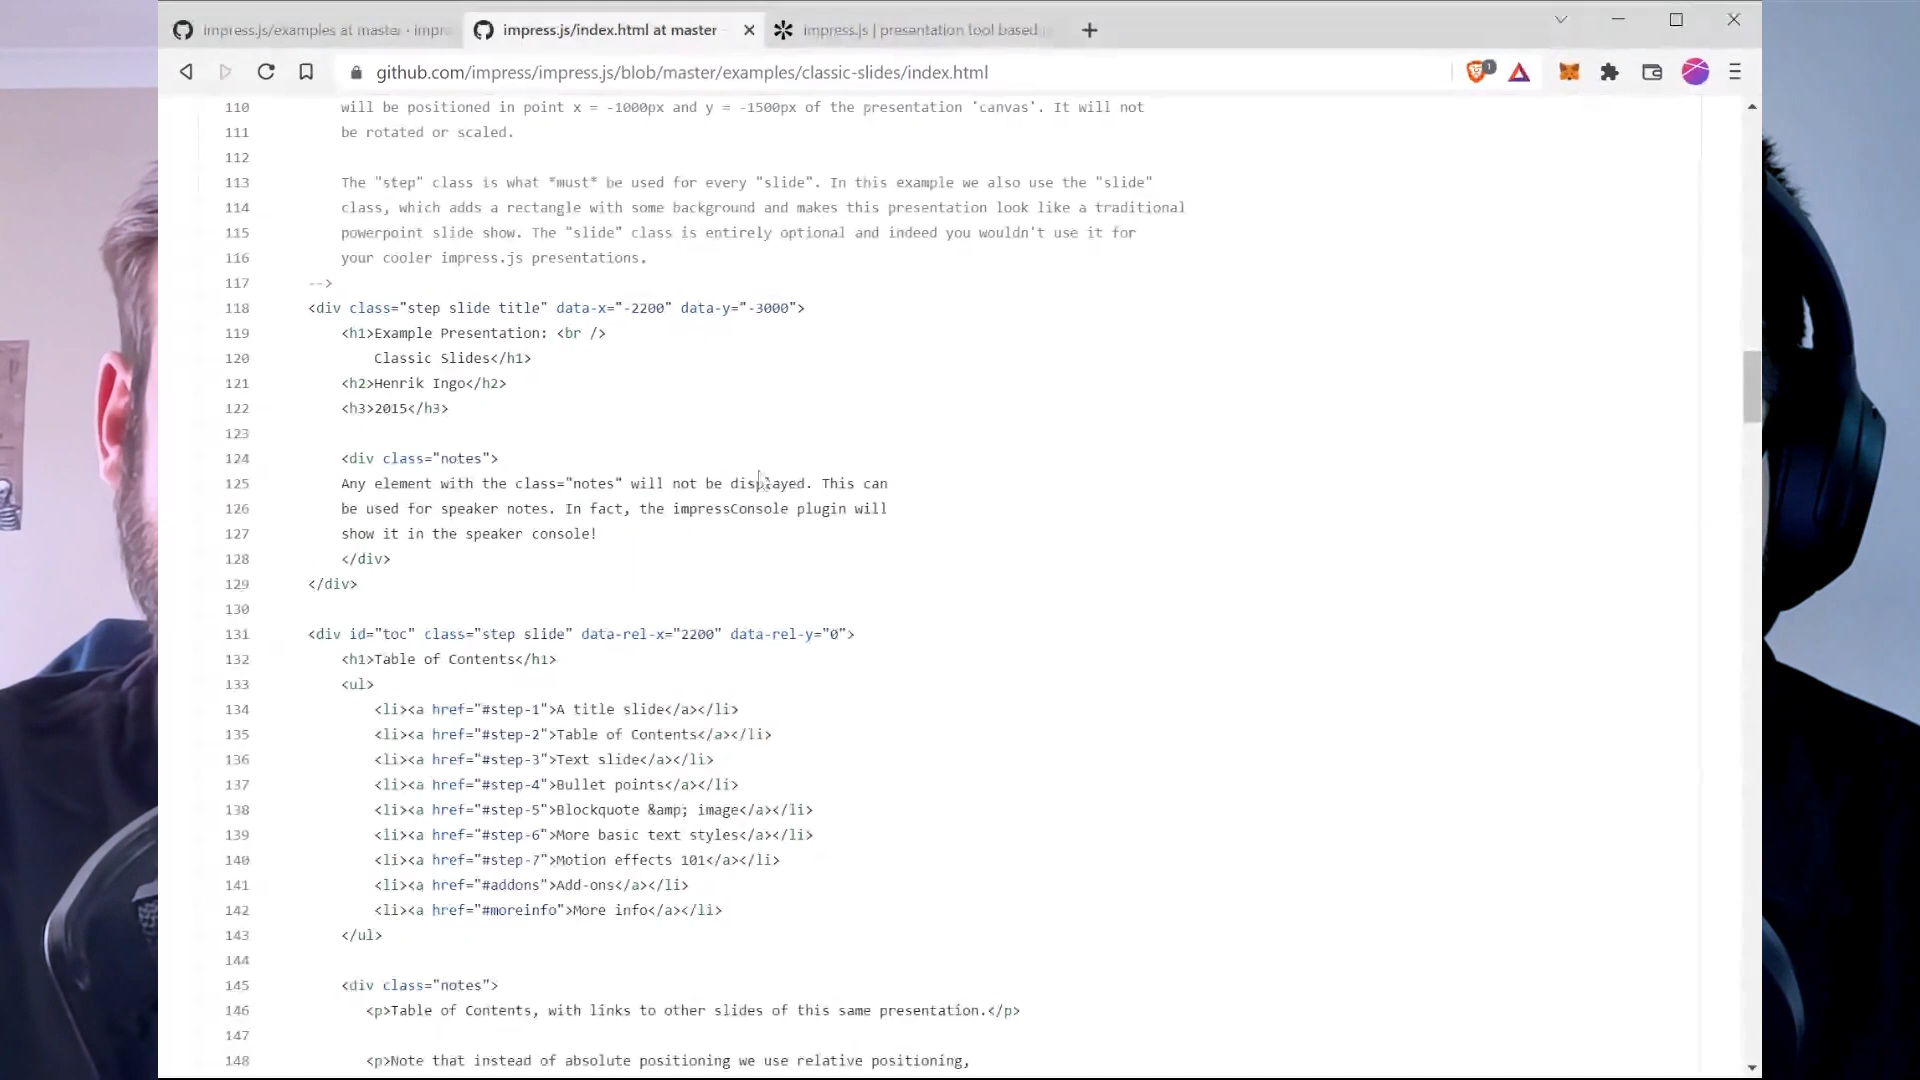 impress.js/examples at master · impre
impress.js/index.html at master
impress.js | presentation tool based
github.com/impress/impress.js/blob/master/examples/classic-slides/index.html
1
110 will be positioned in point x = -1000px and y = -1500px of the presentation 'canvas'. It will not
111 be rotated or scaled.
112
113 The "step" class is what *must* be used for every "slide". In this example we also use the "slide"
114 class, which adds a rectangle with some background and makes this presentation look like a traditional
115 powerpoint slide show. The "slide" class is entirely optional and indeed you wouldn't use it for
116 your cooler impress.js presentations.
117 -->
118 <div class="step slide title" data-x="-2200" data-y="-3000">
119 <h1>Example Presentation: <br />
120 Classic Slides</h1>
121 <h2>Henrik Ingo</h2>
122 <h3>2015</h3>
123
124 <div class="notes">
125 Any element with the class="notes" will not be displayed. This can
126 be used for speaker notes. In fact, the impressConsole plugin will
127 show it in the speaker console!
128 </div>
129 </div>
130
131 <div id="toc" class="step slide" data-rel-x="2200" data-rel-y="0">
132 <h1>Table of Contents</h1>
133 <ul>
134 <li><a href="#step-1">A title slide</a></li>
135 <li><a href="#step-2">Table of Contents</a></li>
136 <li><a href="#step-3">Text slide</a></li>
137 <li><a href="#step-4">Bullet points</a></li>
138 <li><a href="#step-5">Blockquote &amp; image</a></li>
139 <li><a href="#step-6">More basic text styles</a></li>
140 <li><a href="#step-7">Motion effects 101</a></li>
141 <li><a href="#addons">Add-ons</a></li>
142 <li><a href="#moreinfo">More info</a></li>
143 </ul>
144
145 <div class="notes">
146 <p>Table of Contents, with links to other slides of this same presentation.</p>
147
148 <p>Note that instead of absolute positioning we use relative positioning,